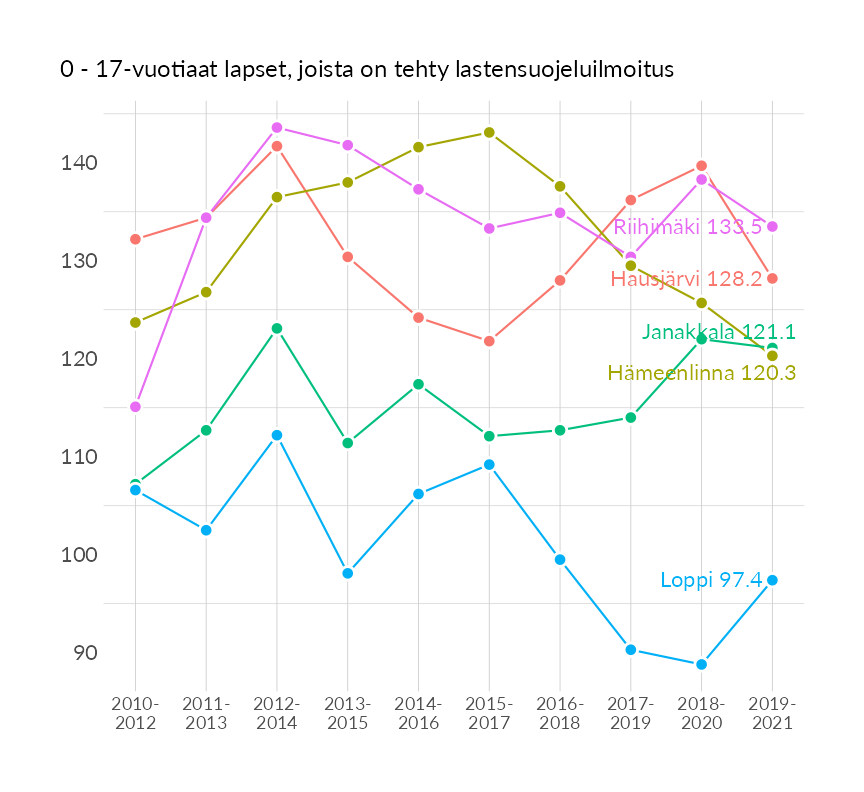 0 - 17-vuotiaat lapset, joista on tehty lastensuojeluilmoitus
140
130
120
110
100
90
Riihimäki 133.5
Hausjärvi 128.2
Janakkala 121.1
Hämeenlinna 120.3
Loppi 97.4
2010- 2011- 2012- 2013- 2014- 2015- 2016- 2017- 2018- 2019-
2012 2013 2014 2015 2016 2017 2018 2019 2020 2021